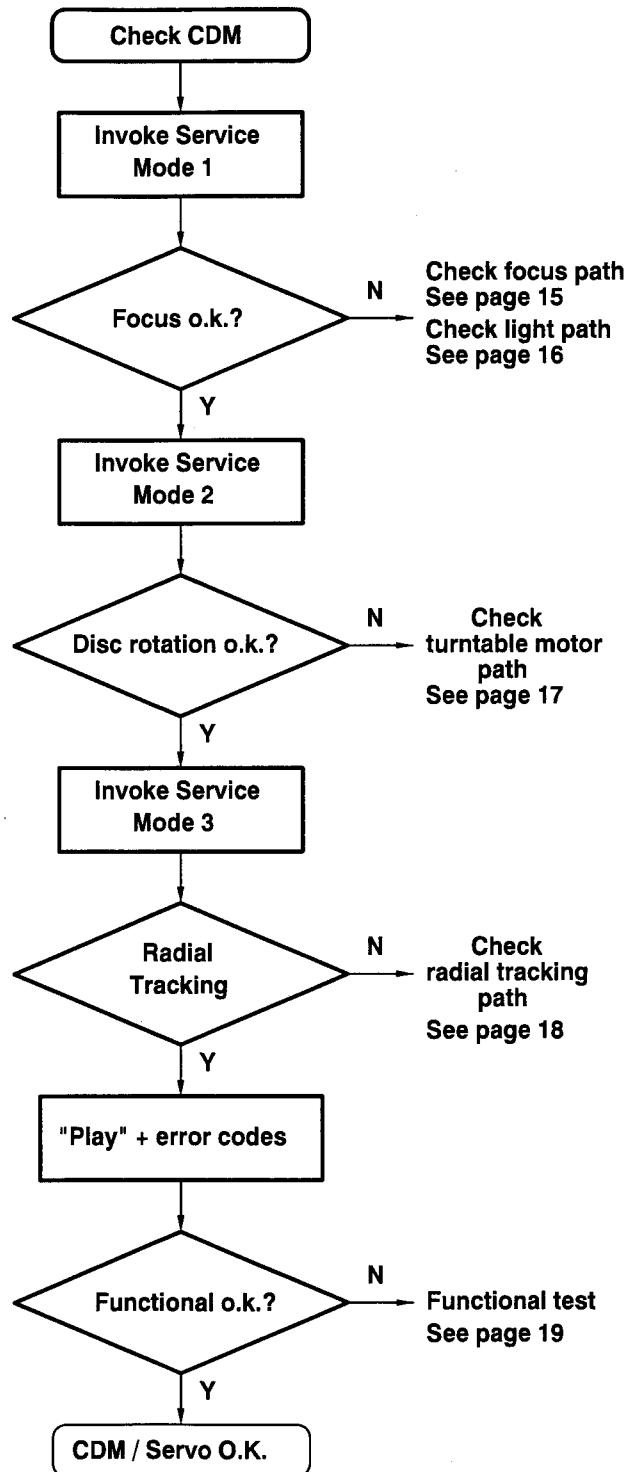 Check CDM
Invoke Service
Mode 1
Focus o.k.?
N
Check focus path
See page 15
Check light path
See page 16
Y
Invoke Service
Mode 2
Disc rotation o.k.?
N
Check
turntable motor
path
See page 17
Y
Invoke Service
Mode 3
Radial
Tracking
N
Check
radial tracking
path
See page 18
Y
"Play" + error codes
Functional o.k.?
N
Functional test
See page 19
Y
CDM / Servo O.K.